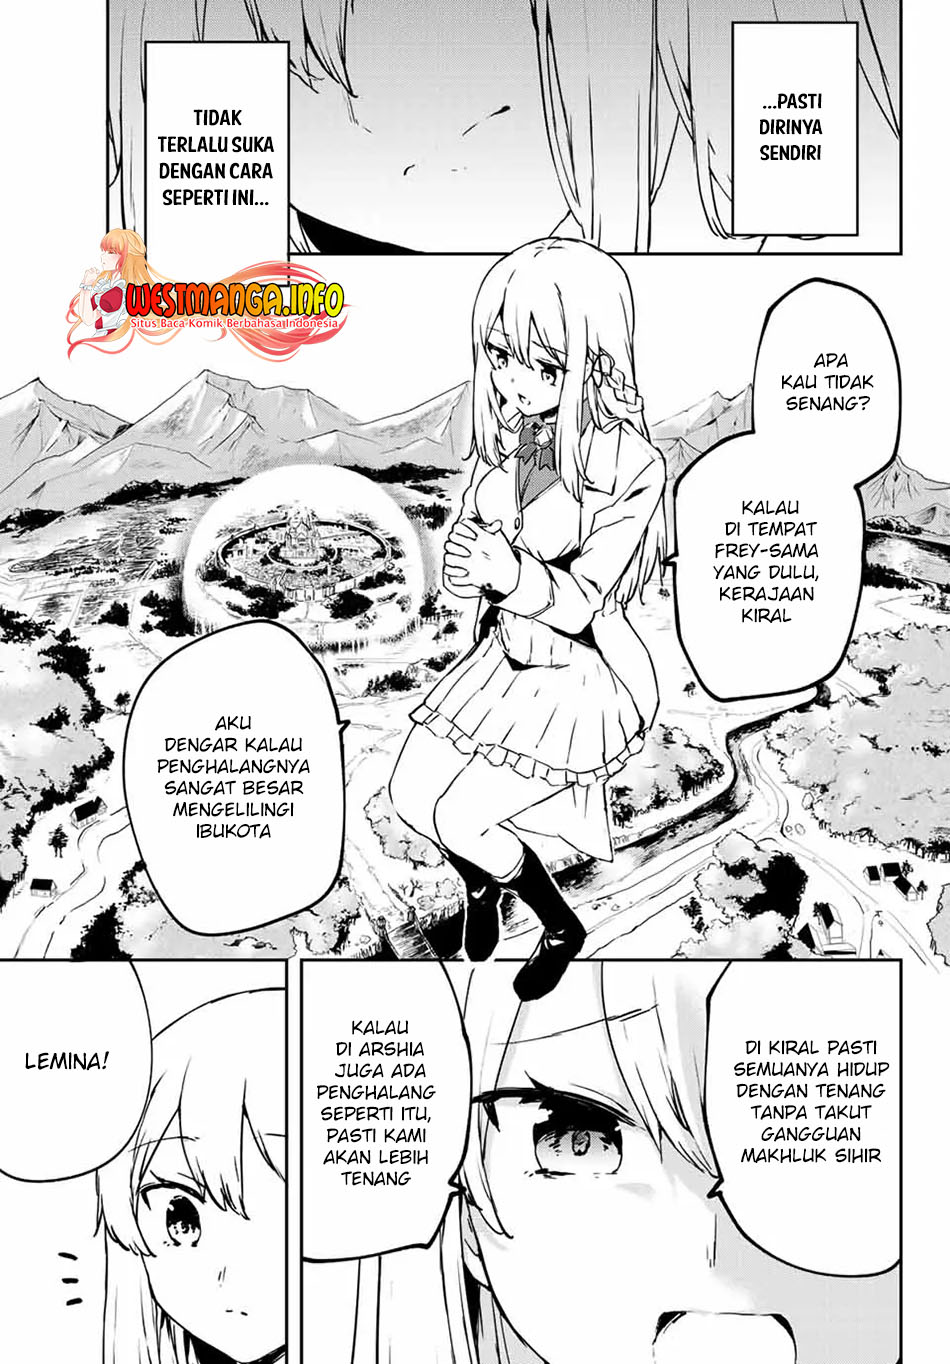 ...PASTI
DIRINYA
SENDIRI
TIDAK
TERLALU SUKA
DENGAN CARA
SEPERTI INI...
WESTMANGA.INFO
Situs Baca Komik Berbahasa Indonesia
APA
KAU TIDAK
SENANG?
KALAU
DI TEMPAT
FREY-SAMA
YANG DULU,
KERAJAAN
KIRAL
AKU
DENGAR KALAU
PENGHALANGNYA
SANGAT BESAR
MENGELILINGI
IBUKOTA
DI KIRAL PASTI
SEMUANYA HIDUP
DENGAN TENANG
TANPA TAKUT
GANGGUAN
MAKHLUK SIHIR
KALAU
DI ARSHIA
JUGA ADA
PENGHALANG
SEPERTI ITU,
PASTI KAMI
AKAN LEBIH
TENANG
LEMINA!